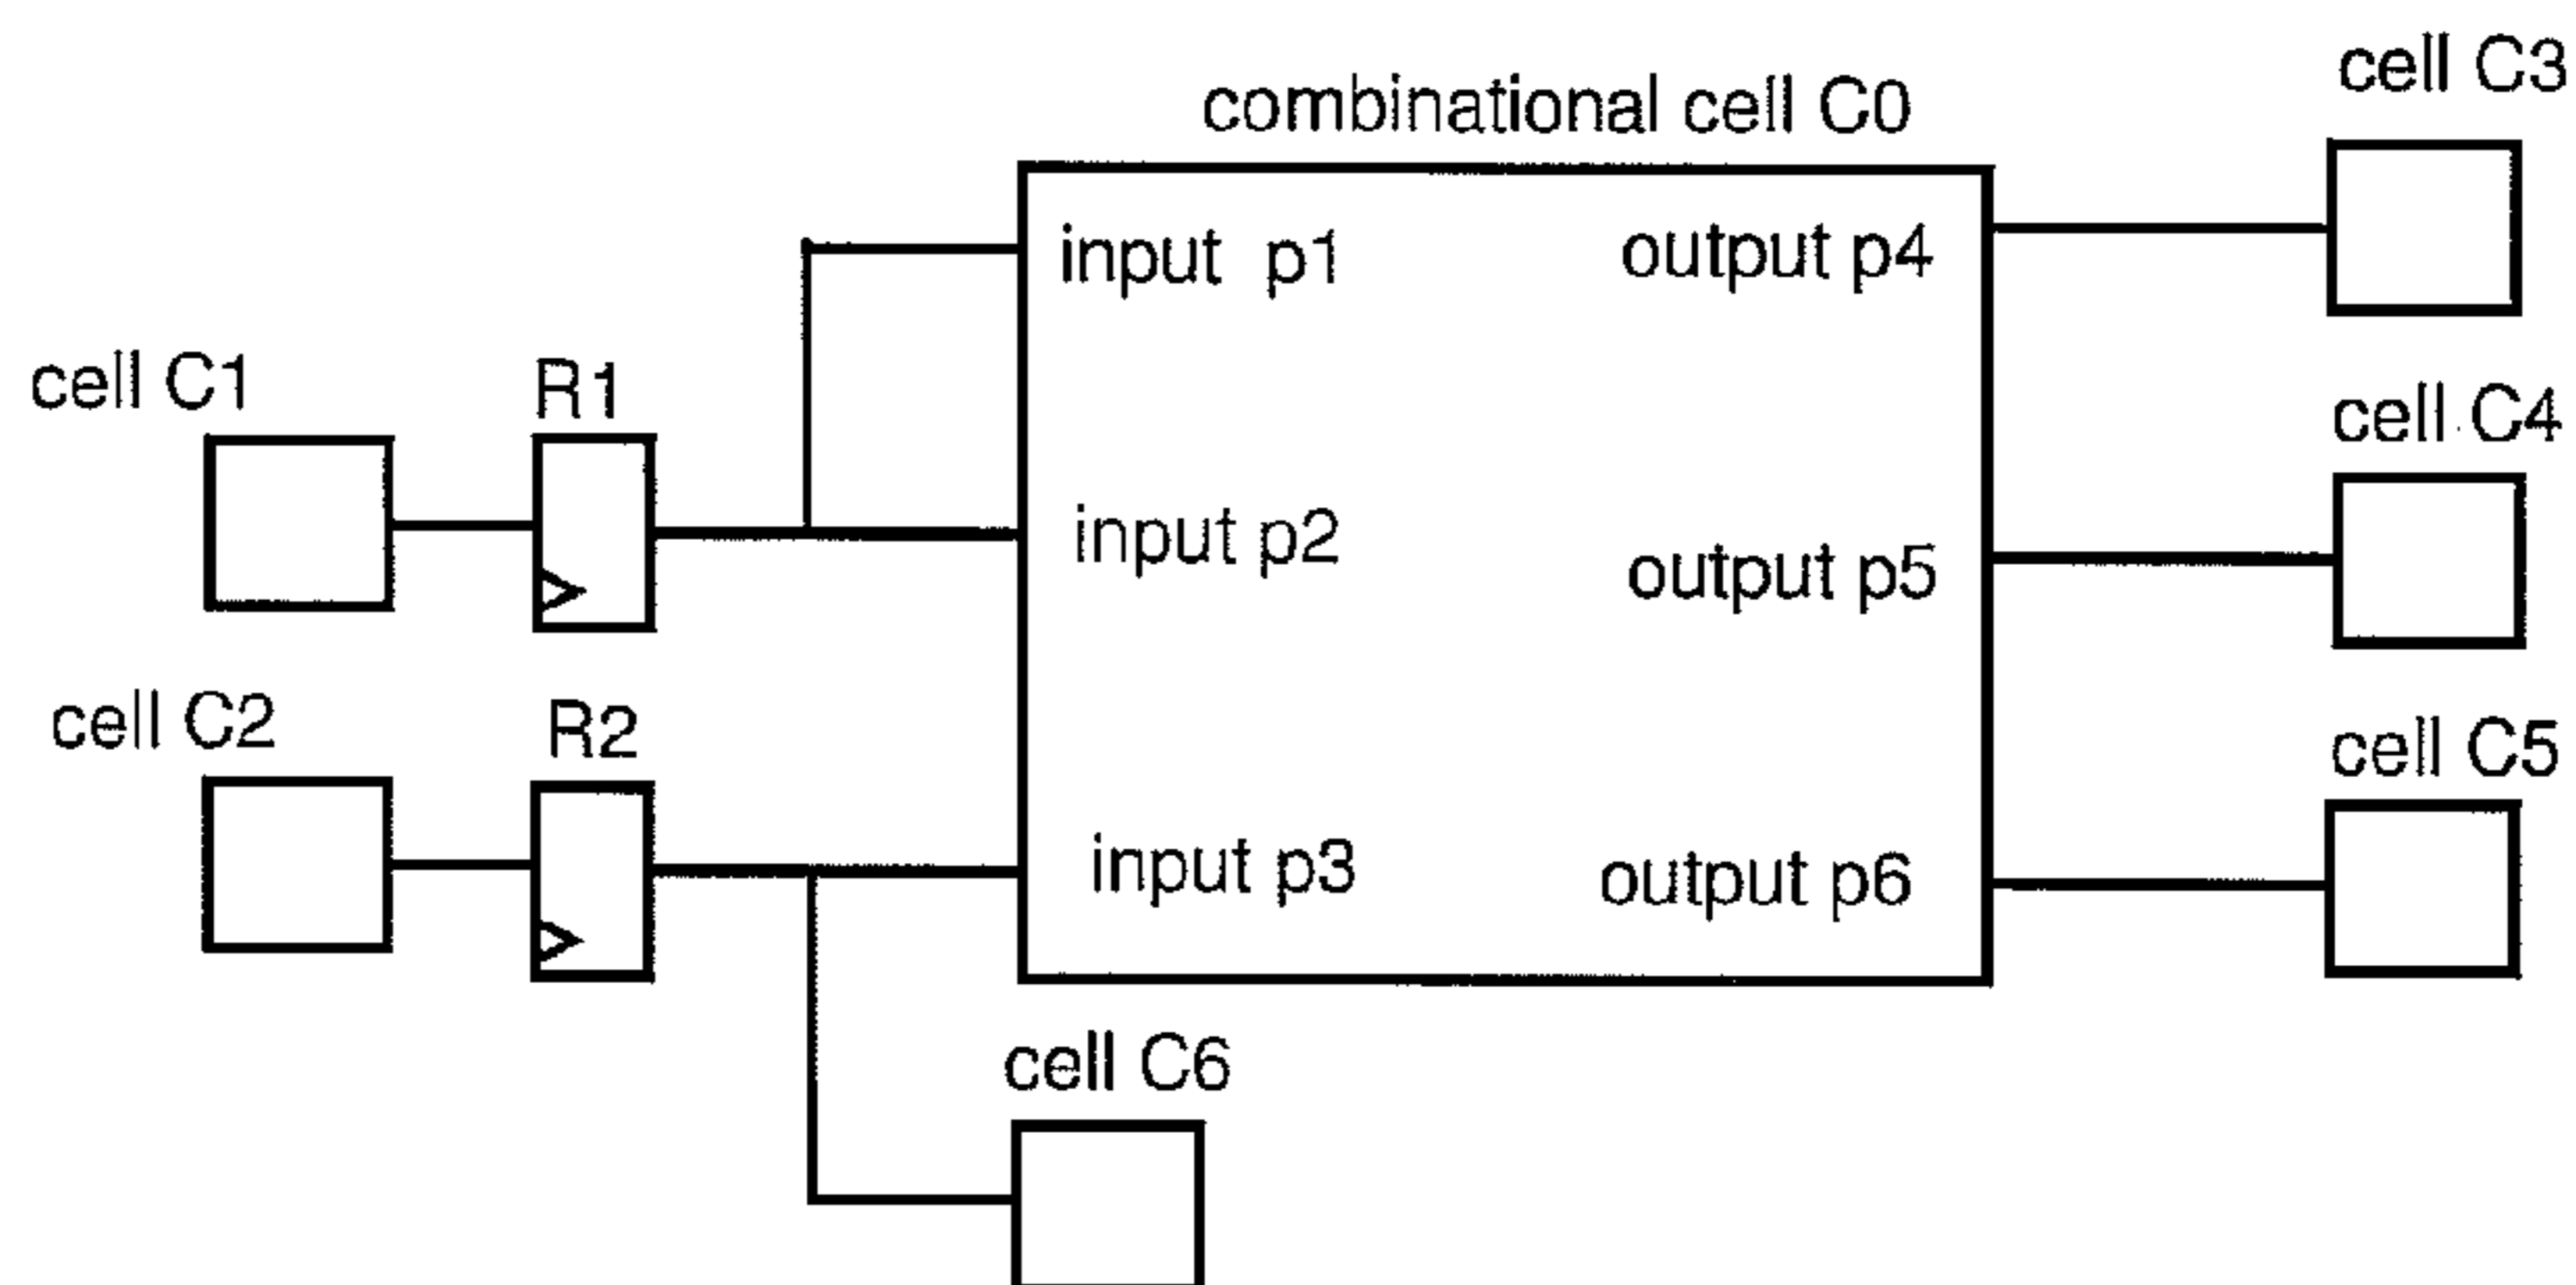 cell C3
combinational cell C0
input p1
output p4
cell C1
R1
cell C4
input p2
output p5
cell C2
R2
cell C5
input p3
output p6
cell C6